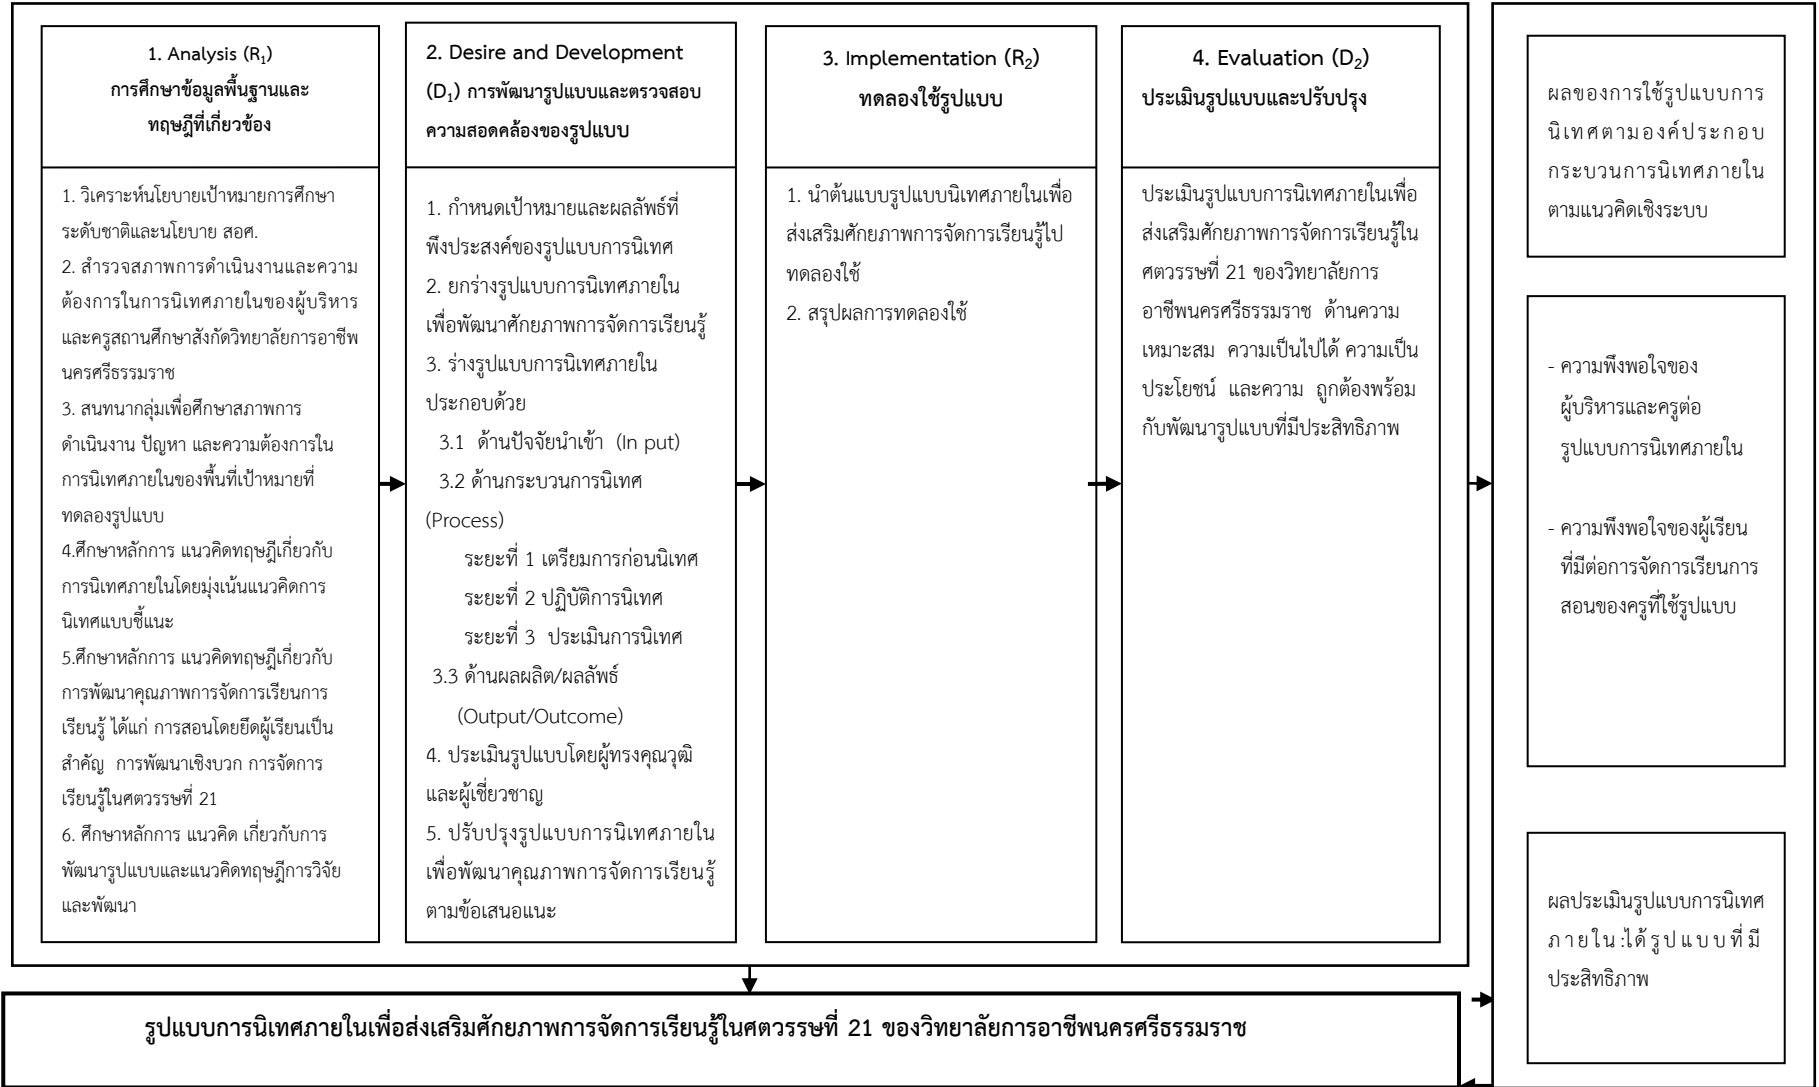 1. Analysis (R1)
การศึกษาข้อมูลพื้นฐานและ
ทฤษฎีที่เกี่ยวข้อง
1. วิเคราะห์นโยบายเป้าหมายการศึกษา
ระดับชาติและนโยบาย สอศ.
2. สำรวจสภาพการดำเนินงานและความ
ต้องการในการนิเทศภายในของผู้บริหาร
และครูสถานศึกษาสังกัดวิทยาลัยการอาชีพ
นครศรีธรรมราช
3. สนทนากลุ่มเพื่อศึกษาสภาพการ
ดำเนินงาน ปัญหา และความต้องการใน
การนิเทศภายในของพื้นที่เป้าหมายที่
ทดลองรูปแบบ
4.ศึกษาหลักการ แนวคิดทฤษฎีเกี่ยวกับ
การนิเทศภายในโดยมุ่งเน้นแนวคิดการ
นิเทศแบบชี้แนะ
5.ศึกษาหลักการ แนวคิดทฤษฎีเกี่ยวกับ
การพัฒนาคุณภาพการจัดการเรียนการ
เรียนรู้ ได้แก่ การสอนโดยยึดผู้เรียนเป็น
สำคัญ การพัฒนาเชิงบวก การจัดการ
เรียนรู้ในศตวรรษที่ 21
6. ศึกษาหลักการ แนวคิด เกี่ยวกับการ
พัฒนารูปแบบและแนวคิดทฤษฎีการวิจัย
และพัฒนา
2. Desire and Development
(D1) การพัฒนารูปแบบและตรวจสอบ
ความสอดคล้องของรูปแบบ
1. กำหนดเป้าหมายและผลลัพธ์ที่
พึงประสงค์ของรูปแบบการนิเทศ
2. ยกร่างรูปแบบการนิเทศภายใน
เพื่อพัฒนาศักยภาพการจัดการเรียนรู้
3. ร่างรูปแบบการนิเทศภายใน
ประกอบด้วย
3.1 ด้านปัจจัยนำเข้า (In put)
3.2 ด้านกระบวนการนิเทศ
(Process)
ระยะที่ 1 เตรียมการก่อนนิเทศ
ระยะที่ 2 ปฏิบัติการนิเทศ
ระยะที่ 3 ประเมินการนิเทศ
3.3 ด้านผลผลิต/ผลลัพธ์
(Output/Outcome)
4. ประเมินรูปแบบโดยผู้ทรงคุณวุฒิ
และผู้เชี่ยวชาญ
5. ปรับปรุงรูปแบบการนิเทศภายใน
เพื่อพัฒนาคุณภาพการจัดการเรียนรู้
ตามข้อเสนอแนะ
3. Implementation (R2)
ทดลองใช้รูปแบบ
1. นำต้นแบบรูปแบบนิเทศภายในเพื่อ
ส่งเสริมศักยภาพการจัดการเรียนรู้ไป
ทดลองใช้
2. สรุปผลการทดลองใช้
4. Evaluation (D2)
ประเมินรูปแบบและปรับปรุง
ประเมินรูปแบบการนิเทศภายในเพื่อ
ส่งเสริมศักยภาพการจัดการเรียนรู้ใน
ศตวรรษที่ 21 ของวิทยาลัยการ
อาชีพนครศรีธรรมราช ด้านความ
เหมาะสม ความเป็นไปได้ ความเป็น
ประโยชน์ และความ ถูกต้องพร้อม
กับพัฒนารูปแบบที่มีประสิทธิภาพ
ผลของการใช้รูปแบบการ
นิเทศตามองค์ประกอบ
กระบวนการนิเทศภายใน
ตามแนวคิดเชิงระบบ
- ความพึงพอใจของ
ผู้บริหารและครูต่อ
รูปแบบการนิเทศภายใน
- ความพึงพอใจของผู้เรียน
ที่มีต่อการจัดการเรียนการ
สอนของครูที่ใช้รูปแบบ
ผลประเมินรูปแบบการนิเทศ
ภายใน :ได้รูปแบบที่มี
ประสิทธิภาพ
รูปแบบการนิเทศภายในเพื่อส่งเสริมศักยภาพการจัดการเรียนรู้ในศตวรรษที่ 21 ของวิทยาลัยการอาชีพนครศรีธรรมราช